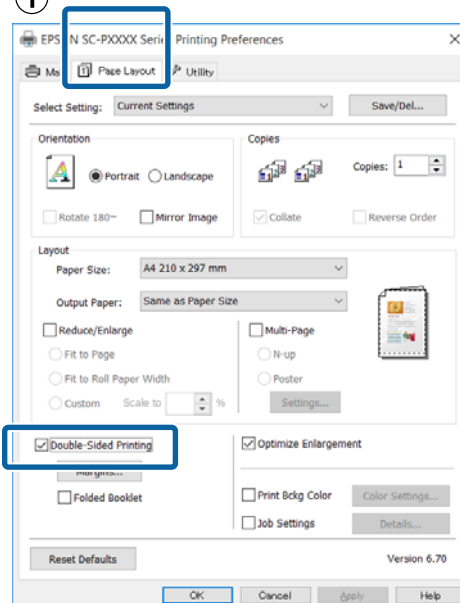 1
EPS N SC-PXXXX Serie Printing Preferences
Ma Page Layout Utility
Select Setting: Current Settings Save/Del...
Orientation Copies
Portrait Landscape Copies: 1
Rotate 180° Mirror Image Collate Reverse Order
Layout
Paper Size: A4 210 x 297 mm
Output Paper: Same as Paper Size
Reduce/Enlarge Multi-Page
Fit to Page N-up
Fit to Roll Paper Width Poster
Custom Scale to % Settings...
Double-Sided Printing Optimize Enlargement
Margins...
Folded Booklet Print Bckg Color Color Settings...
Job Settings Details...
Reset Defaults Version 6.70
OK Cancel Apply Help